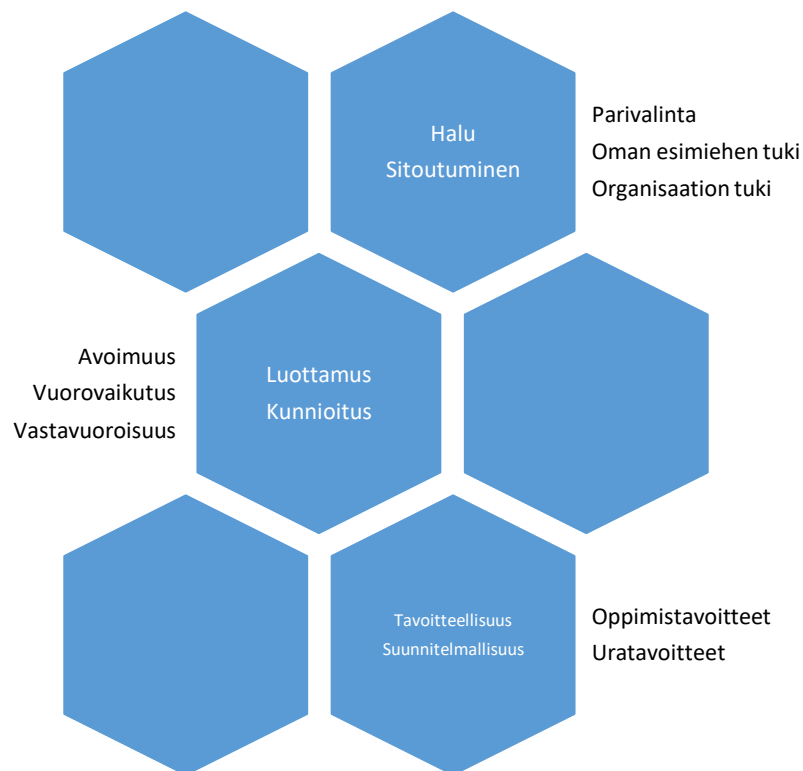 Halu
Sitoutuminen
Parivalinta
Oman esimiehen tuki
Organisaation tuki
Avoimuus
Vuorovaikutus
Vastavuoroisuus
Luottamus
Kunnioitus
Tavoitteellisuus
Suunnitelmallisuus
Oppimistavoitteet
Uratavoitteet